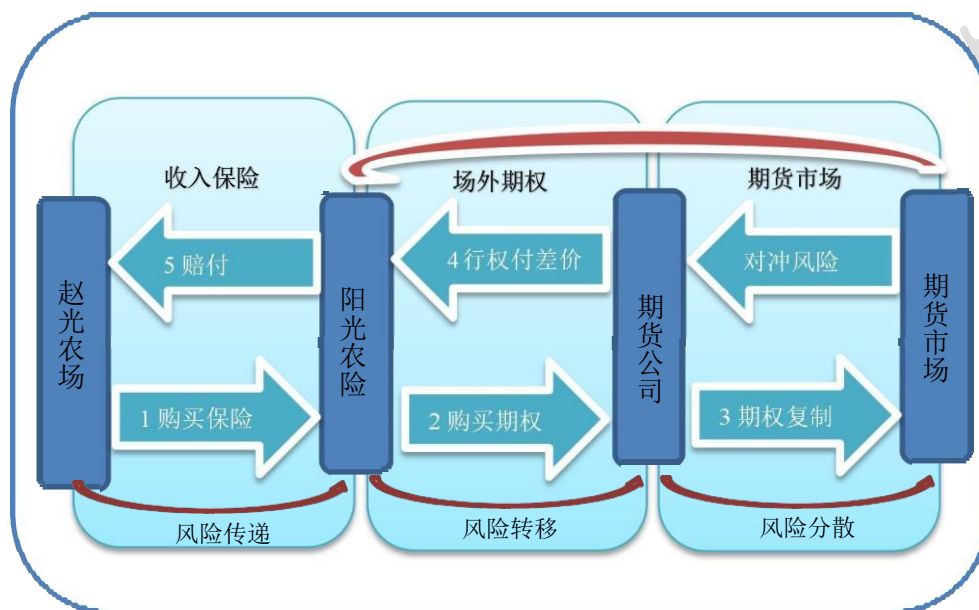 收入保险
场外期权
期货市场
5 赔付
4 行权付差价
对冲风险
赵光农场
阳光农险
期货公司
期货市场
1 购买保险
2 购买期权
3 期权复制
风险传递
风险转移
风险分散